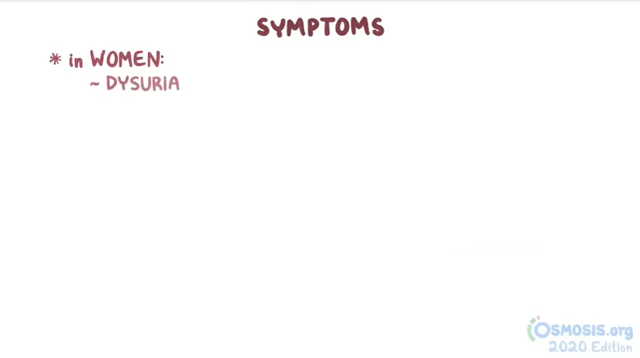 SYMPTOMS
* in WOMEN:
~ DYSURIA
OSMOSIS.org
2020 Edition